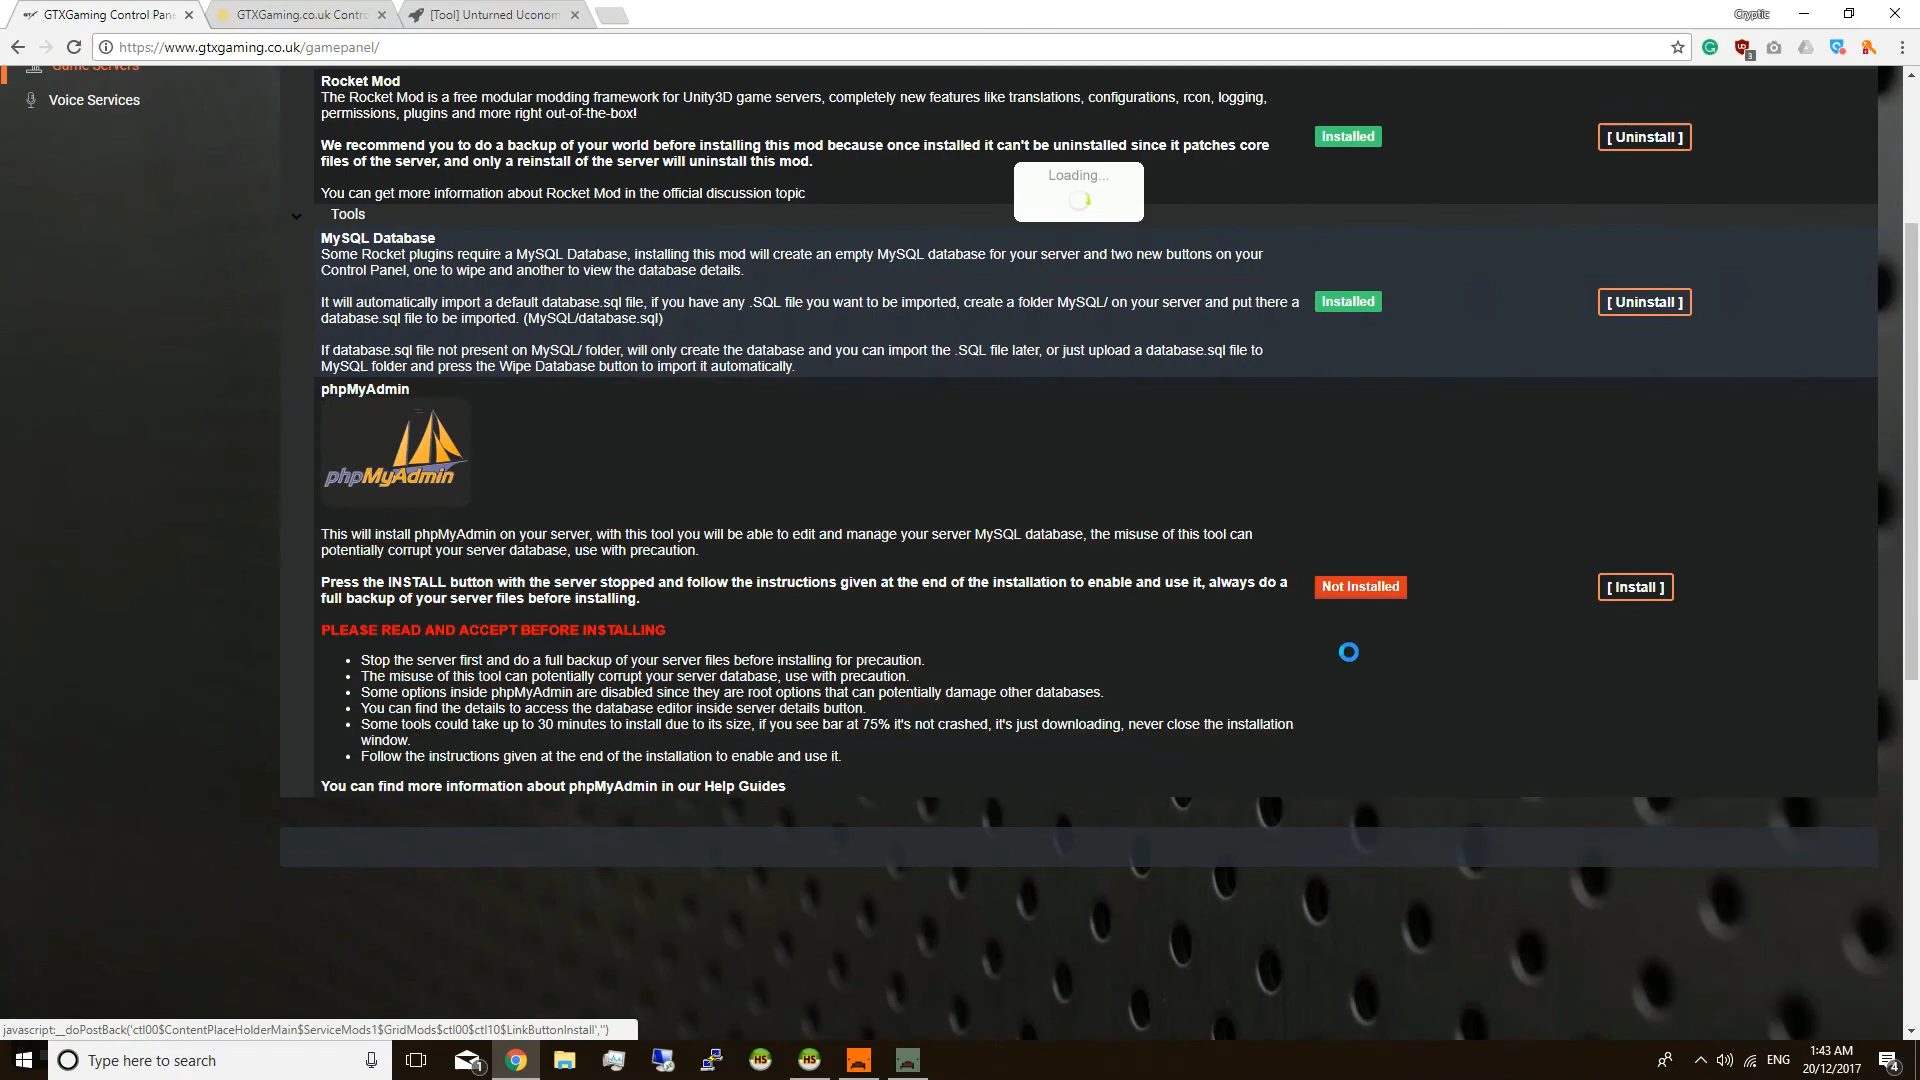 GTXGaming Control Pane
GTXGaming.co.uk Contro
[Tool] Unturned Uconom
Cryptic
https://www.gtxgaming.co.uk/gamepanel/
3
Game Servers
Voice Services
Rocket Mod
The Rocket Mod is a free modular modding framework for Unity3D game servers, completely new features like translations, configurations, rcon, logging,
permissions, plugins and more right out-of-the-box!
We recommend you to do a backup of your world before installing this mod because once installed it can't be uninstalled since it patches core
files of the server, and only a reinstall of the server will uninstall this mod.
You can get more information about Rocket Mod in the official discussion topic
Installed
[ Uninstall ]
Loading...
Tools
MySQL Database
Some Rocket plugins require a MySQL Database, installing this mod will create an empty MySQL database for your server and two new buttons on your
Control Panel, one to wipe and another to view the database details.
It will automatically import a default database.sql file, if you have any .SQL file you want to be imported, create a folder MySQL/ on your server and put there a
database.sql file to be imported. (MySQL/database.sql)
If database.sql file not present on MySQL/ folder, will only create the database and you can import the .SQL file later, or just upload a database.sql file to
MySQL folder and press the Wipe Database button to import it automatically.
Installed
[ Uninstall ]
phpMyAdmin
phpMyAdmin
This will install phpMyAdmin on your server, with this tool you will be able to edit and manage your server MySQL database, the misuse of this tool can
potentially corrupt your server database, use with precaution.
Press the INSTALL button with the server stopped and follow the instructions given at the end of the installation to enable and use it, always do a
full backup of your server files before installing.
Not Installed
[ Install ]
PLEASE READ AND ACCEPT BEFORE INSTALLING
• Stop the server first and do a full backup of your server files before installing for precaution.
• The misuse of this tool can potentially corrupt your server database, use with precaution.
• Some options inside phpMyAdmin are disabled since they are root options that can potentially damage other databases.
• You can find the details to access the database editor inside server details button.
• Some tools could take up to 30 minutes to install due to its size, if you see bar at 75% it's not crashed, it's just downloading, never close the installation
window.
• Follow the instructions given at the end of the installation to enable and use it.
You can find more information about phpMyAdmin in our Help Guides
javascript:__doPostBack('ctl00$ContentPlaceHolderMain$ServiceMods1$GridMods$ctl00$ctl10$LinkButtonInstall','')
Type here to search
1
HS
HS
ENG
1:43 AM
20/12/2017
4